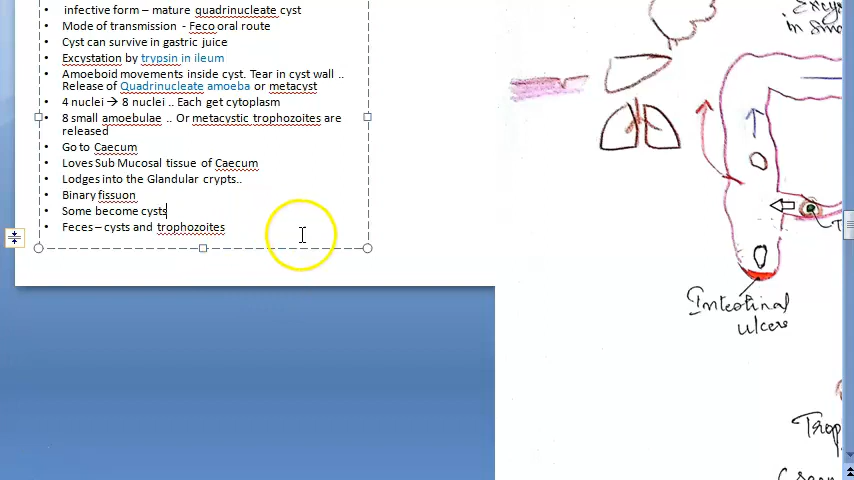 infective form – mature quadrinucleate cyst
Mode of transmission - Feco oral route
Cyst can survive in gastric juice
Excystation by trypsin in ileum
Amoeboid movements inside cyst. Tear in cyst wall ..
Release of Quadrinucleate amoeba or metacyst
4 nuclei → 8 nuclei .. Each get cytoplasm
8 small amoebulae .. Or metacystic trophozoites are
released
Go to Caecum
Loves Sub Mucosal tissue of Caecum
Lodges into the Glandular crypts..
Binary fissuon
Some become cysts
Feces – cysts and trophozoites
in
Intestinal
ulcers
Trop